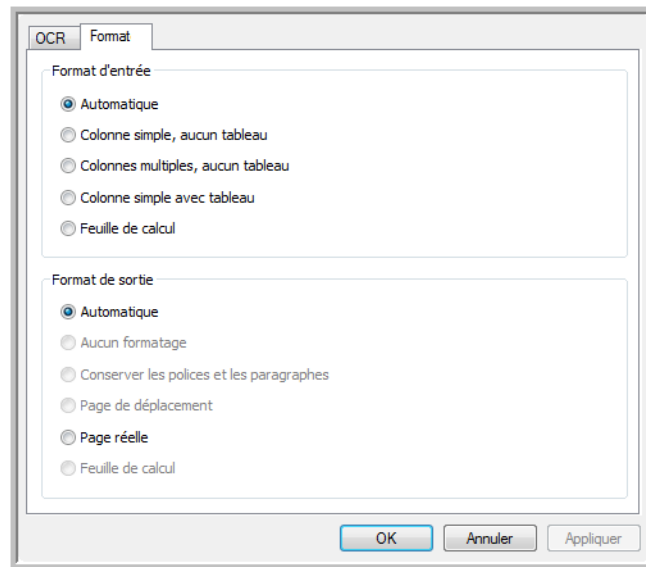 OCR Format
Format d'entrée
Automatique
Colonne simple, aucun tableau
Colonnes multiples, aucun tableau
Colonne simple avec tableau
Feuille de calcul
Format de sortie
Automatique
Aucun formatage
Conserver les polices et les paragraphes
Page de déplacement
Page réelle
Feuille de calcul
OK Annuler Appliquer